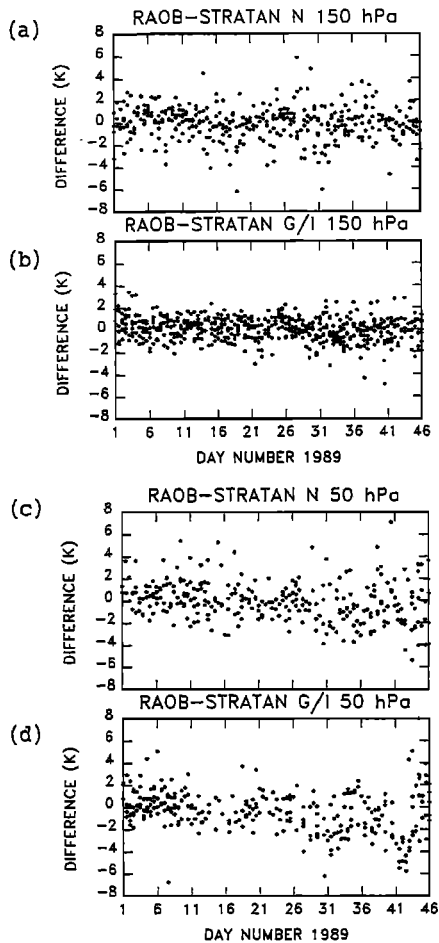 (a)
RAOB-STRATAN N 150 hPa
DIFFERENCE (K)
8
6
4
2
0
-2
-4
-6
-8
(b)
RAOB-STRATAN G/I 150 hPa
DIFFERENCE (K)
8
6
4
2
0
-2
-4
-6
-8
1 6 11 16 21 26 31 36 41 46
DAY NUMBER 1989
(c)
RAOB-STRATAN N 50 hPa
DIFFERENCE (K)
8
6
4
2
0
-2
-4
-6
-8
(d)
RAOB-STRATAN G/I 50 hPa
DIFFERENCE (K)
8
6
4
2
0
-2
-4
-6
-8
1 6 11 16 21 26 31 36 41 46
DAY NUMBER 1989